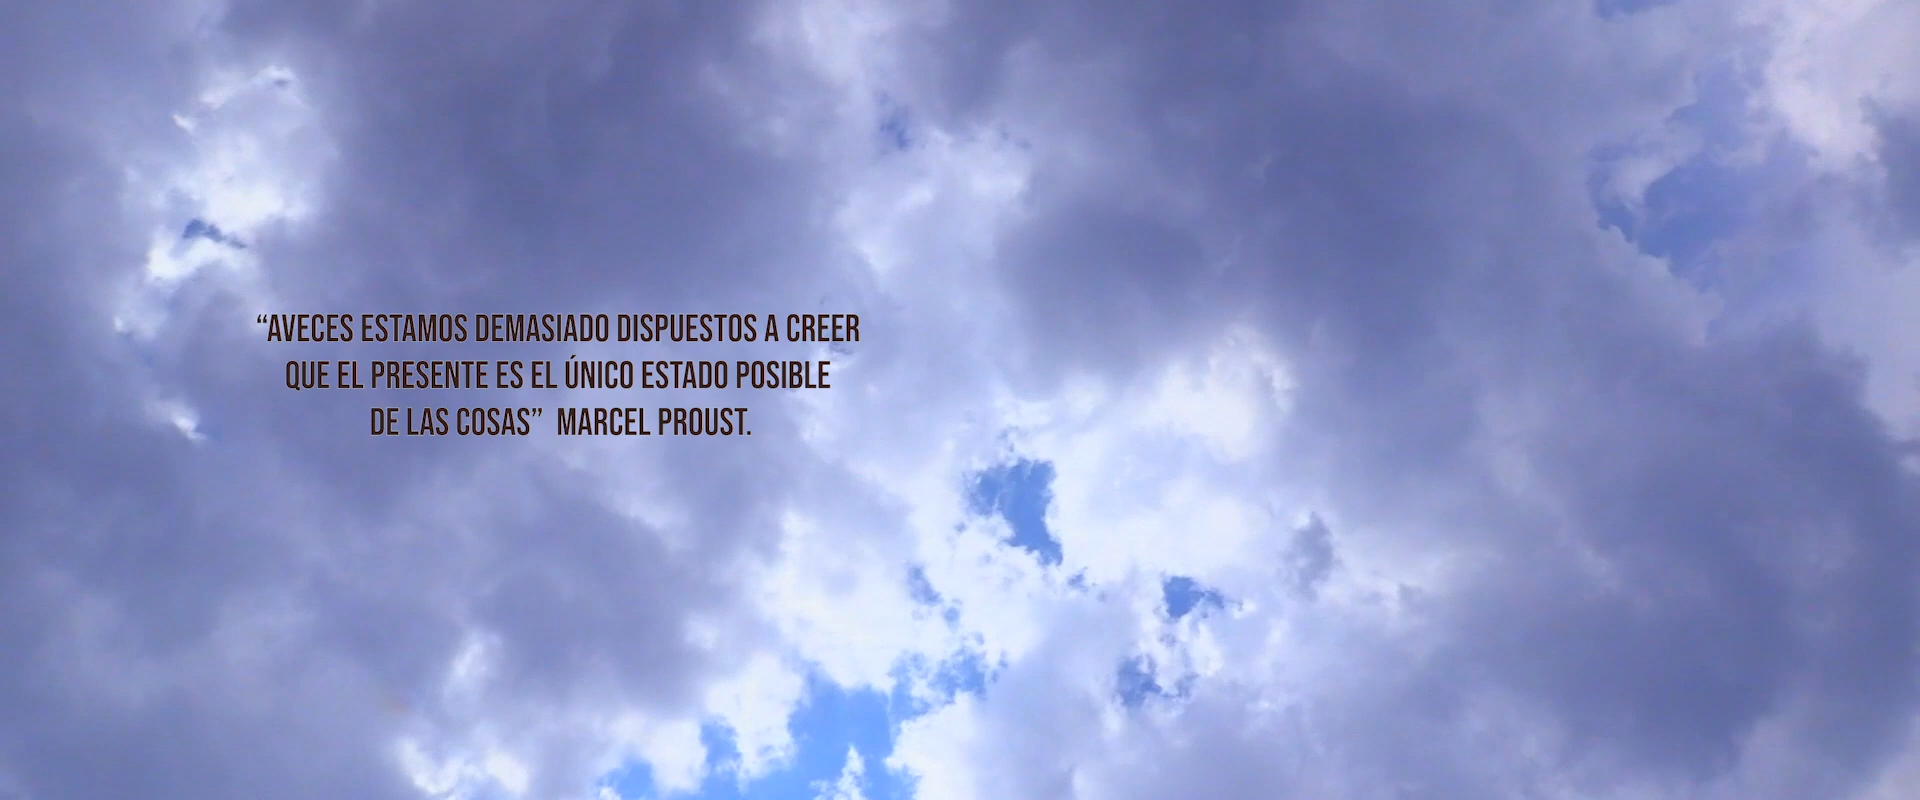 “AVECES ESTAMOS DEMASIADO DISPUESTOS A CREER
QUE EL PRESENTE ES EL ÚNICO ESTADO POSIBLE
DE LAS COSAS”  MARCEL PROUST.